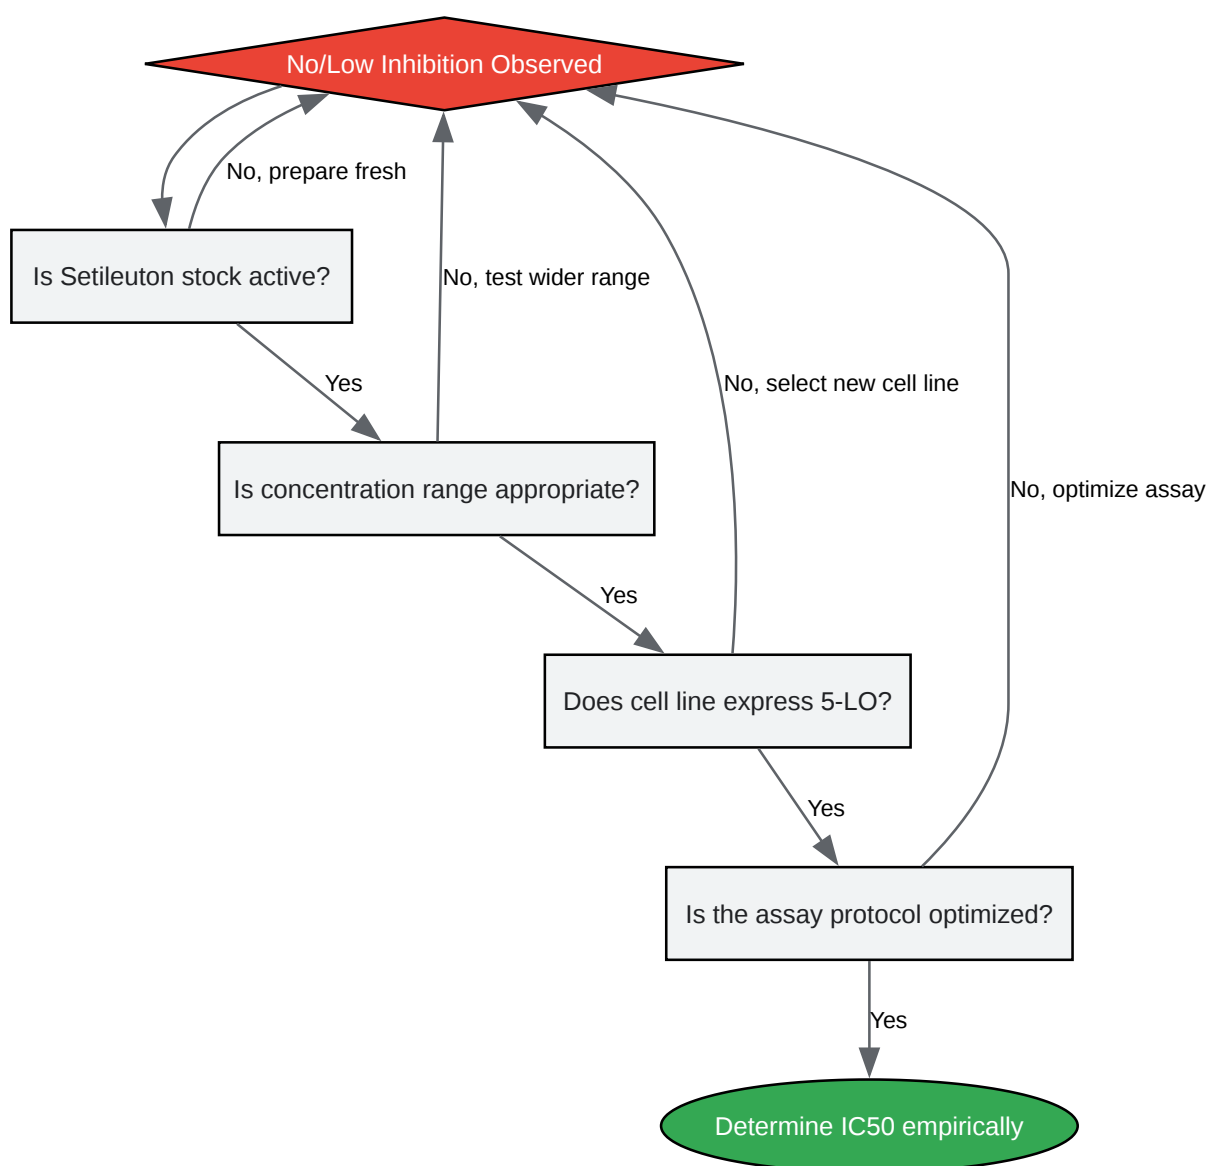 No/Low Inhibition Observed
No, prepare fresh
Is Setileuton stock active?
No, test wider range
Yes
No, select new cell line
Is concentration range appropriate?
No, optimize assay
Yes
Does cell line express 5-LO?
Yes
Is the assay protocol optimized?
Yes
Determine IC50 empirically